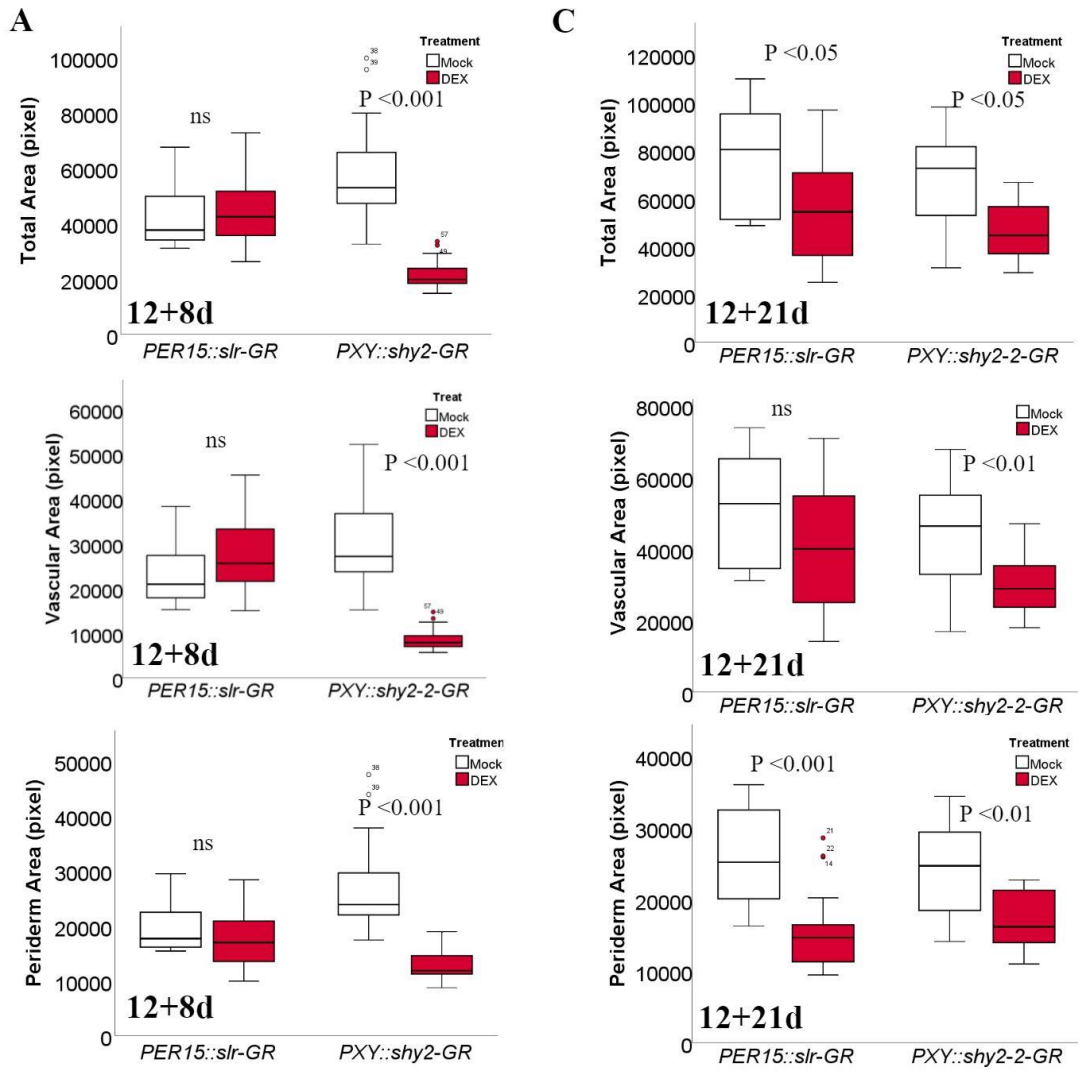 A
Total Area (pixel)
100000
80000
60000
40000
20000
0
Treatment
Mock
DEX
38
39
P <0.001
ns
57
49
12+8d
PER15::slr-GR
PXY::shy2-GR
C
Total Area (pixel)
120000
100000
80000
60000
40000
20000
0
Treatment
Mock
DEX
P <0.05
P <0.05
12+21d
PER15::slr-GR
PXY::shy2-2-GR
Vascular Area (pixel)
60000
50000
40000
30000
20000
10000
0
Treat
Mock
DEX
ns
P <0.001
57
49
12+8d
PER15::slr-GR
PXY::shy2-2-GR
Vascular Area (pixel)
80000
60000
40000
20000
0
Mock
DEX
ns
P <0.01
12+21d
PER15::slr-GR
PXY::shy2-2-GR
Periderm Area (pixel)
50000
40000
30000
20000
10000
0
Treatmen
Mock
DEX
38
39
P <0.001
ns
12+8d
PER15::slr-GR
PXY::shy2-GR
Periderm Area (pixel)
40000
30000
20000
10000
0
Treatment
Mock
DEX
P <0.001
P <0.01
21
22
14
12+21d
PER15::slr-GR
PXY::shy2-2-GR